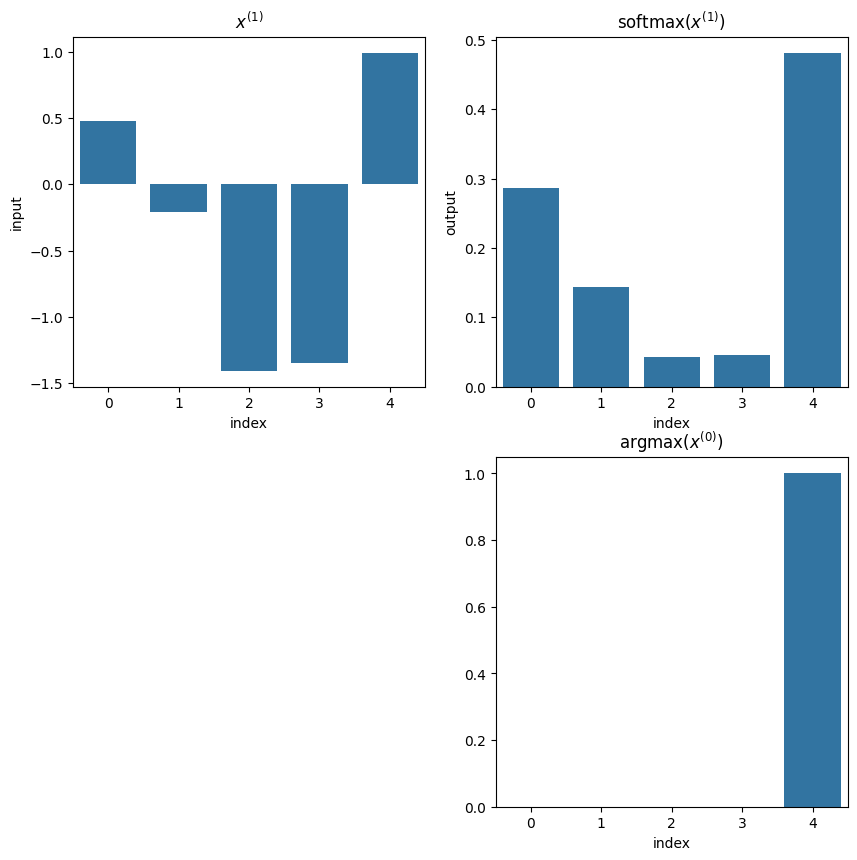 x^(1)
1.0
0.5
0.0
−0.5
−1.0
−1.5
input
0 1 2 3 4
index
softmax(x^(1))
0.5
0.4
0.3
0.2
0.1
0.0
output
0 1 2 3 4
index
argmax(x^(0))
1.0
0.8
0.6
0.4
0.2
0.0
0 1 2 3 4
index